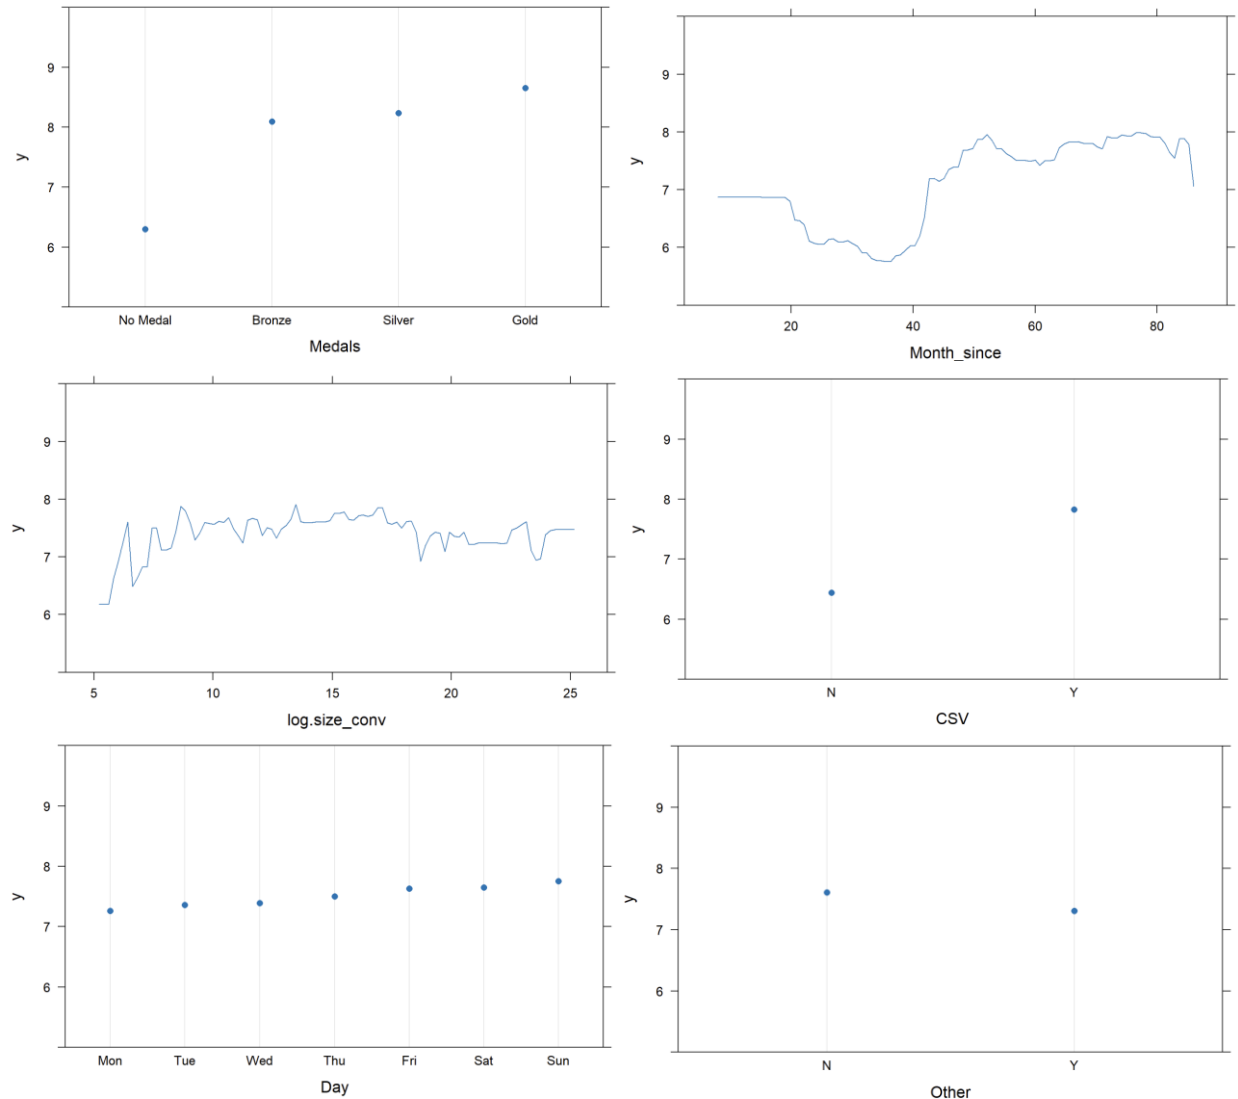 9
8
7
6
y
No Medal Bronze Silver Gold
Medals
9
8
7
6
y
20 40 60 80
Month_since
9
8
7
6
y
5 10 15 20 25
log.size_conv
9
8
7
6
y
N Y
CSV
9
8
7
6
y
Mon Tue Wed Thu Fri Sat Sun
Day
9
8
7
6
y
N Y
Other